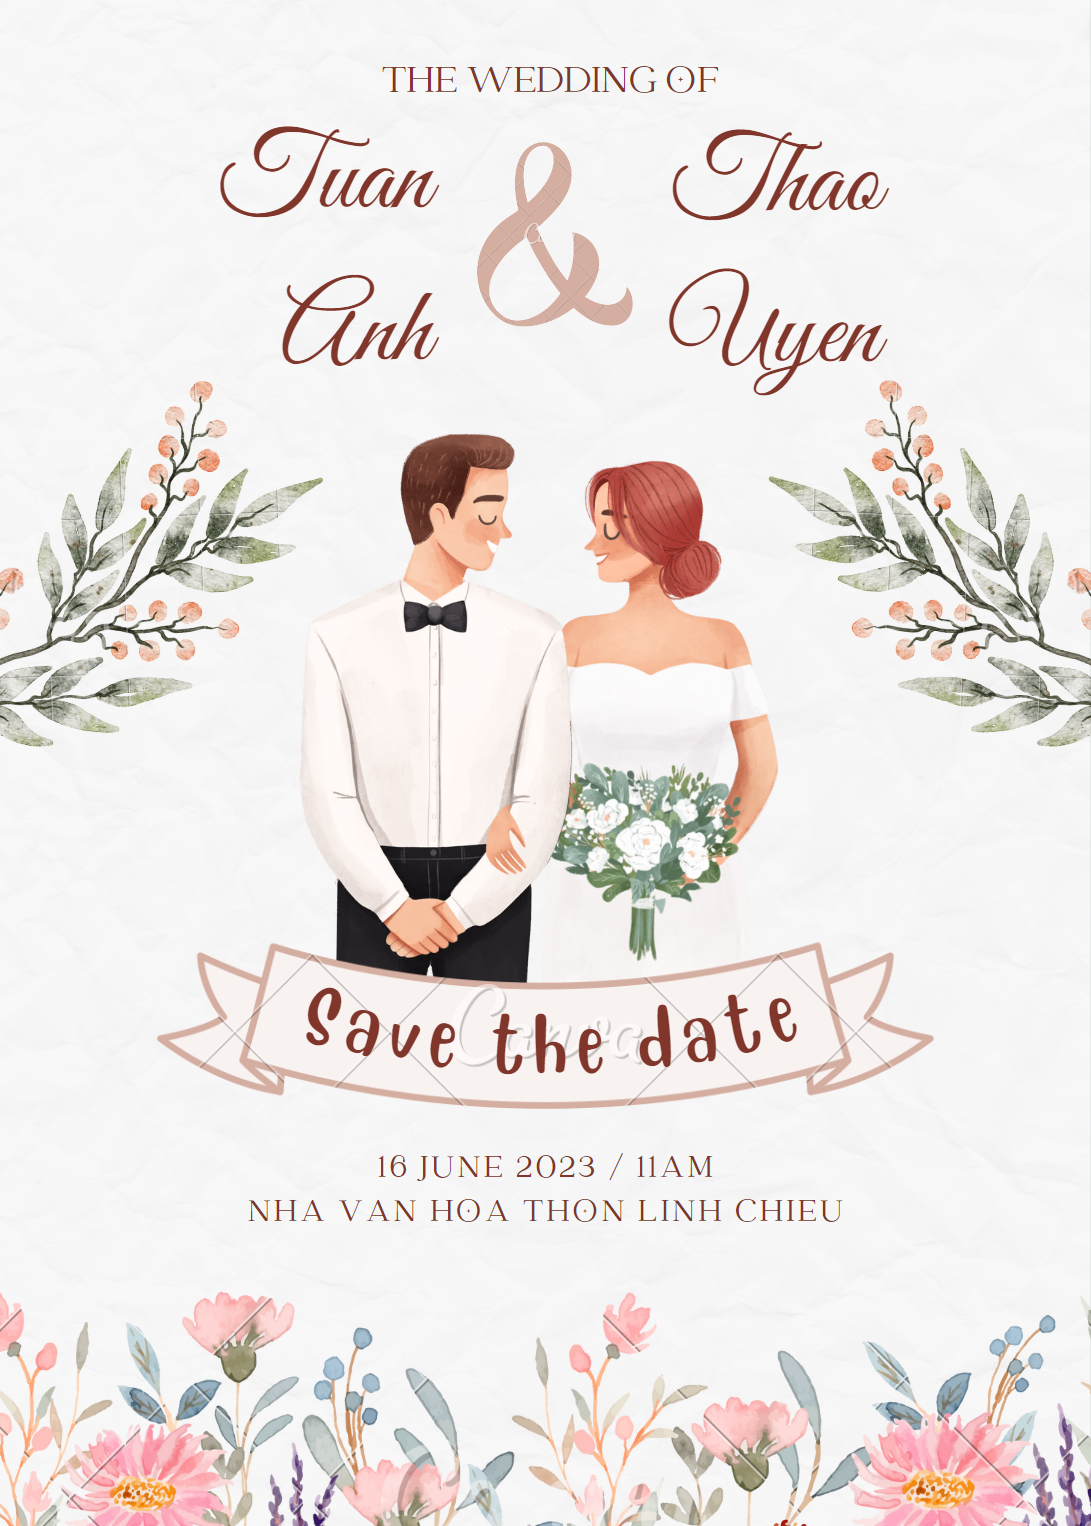 THE WEDDING OF
Tuan
Anh
&
Thao
Uyen
Save the date
Canva
16 JUNE 2023 / 11AM
NHA VAN HOA THON LINH CHIEU